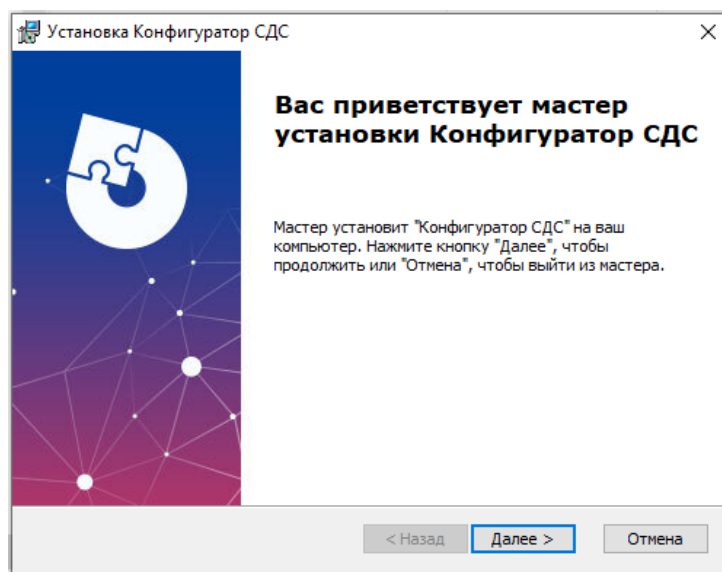 Установка Конфигуратор СДС
Вас приветствует мастер
установки Конфигуратор СДС
Мастер установит "Конфигуратор СДС" на ваш
компьютер. Нажмите кнопку "Далее", чтобы
продолжить или "Отмена", чтобы выйти из мастера.
< Назад
Далее >
Отмена